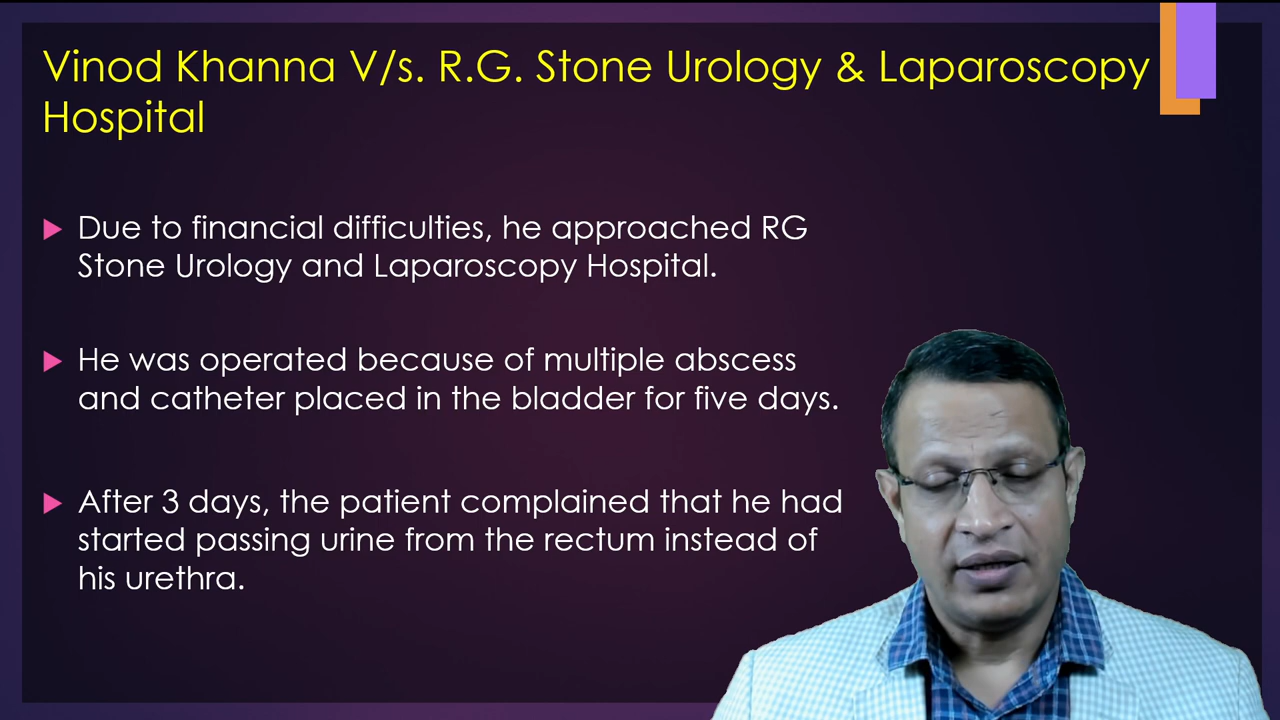 Vinod Khanna V/s. R.G. Stone Urology & Laparoscopy
Hospital
Due to financial difficulties, he approached RG
Stone Urology and Laparoscopy Hospital.
He was operated because of multiple abscess
and catheter placed in the bladder for five days.
After 3 days, the patient complained that he had
started passing urine from the rectum instead of
his urethra.